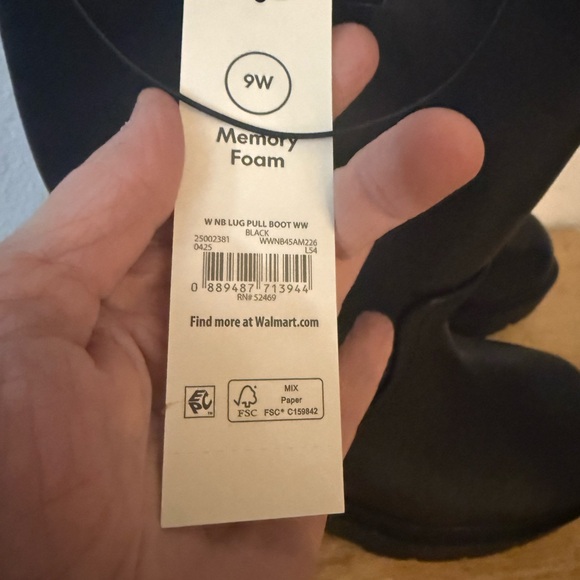 9W
Memory
Foam
W NB LUG PULL BOOT WW
BLACK
25002381 WWNB45AM226
0425 L54
0 889487 713944
RN# 52469
Find more at Walmart.com
EPC
FSC
MIX
Paper
FSC® C159842